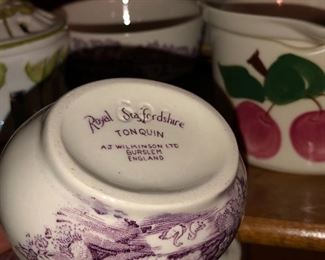 Royal Staffordshire
TONQUIN
A.J. WILKINSON LTD
BURSLEM
ENGLAND